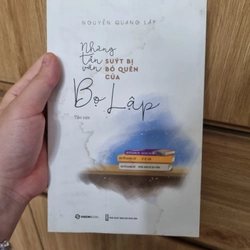 NGUYỄN QUANG LẬP
Những
tản
văn
SUÝT BỊ
BỎ QUÊN
CỦA
Bọ Lập
Tản văn